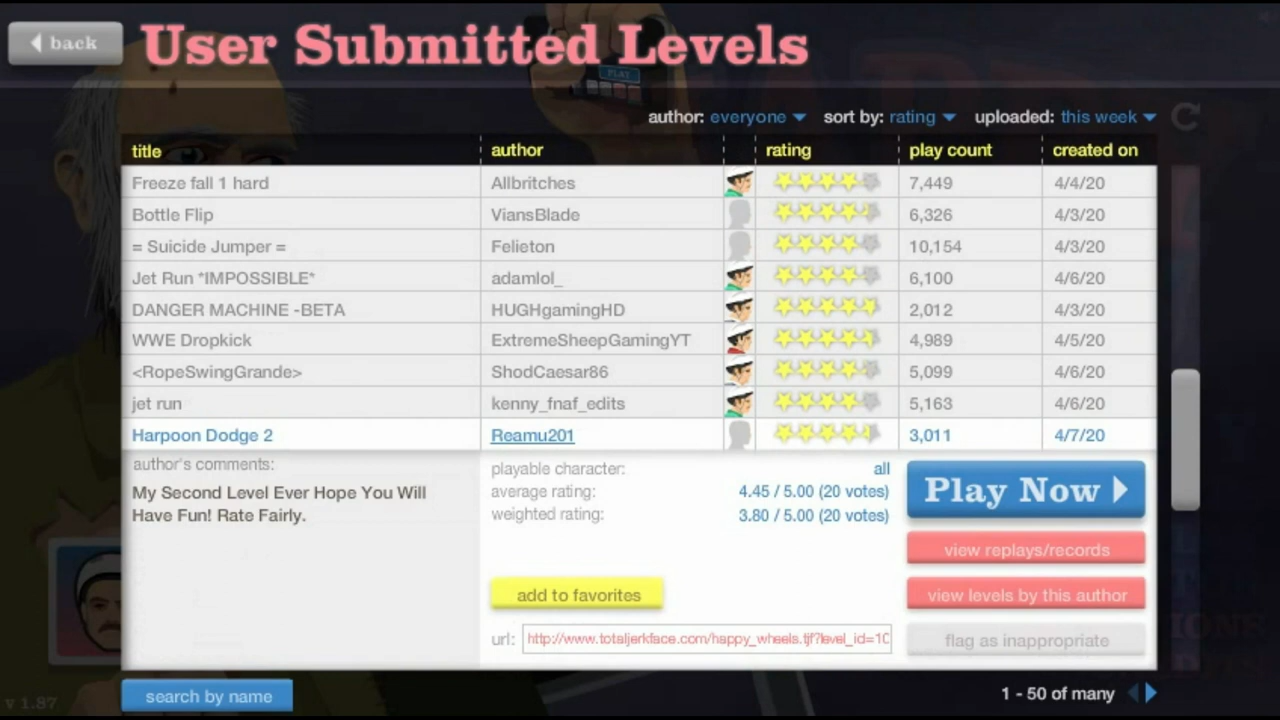 back
User Submitted Levels
PLAY
author: everyone sort by: rating uploaded: this week
title author rating play count created on
Freeze fall 1 hard Allbritches 7,449 4/4/20
Bottle Flip ViansBlade 6,326 4/3/20
= Suicide Jumper = Felieton 10,154 4/3/20
Jet Run *IMPOSSIBLE* adamlol_ 6,100 4/6/20
DANGER MACHINE -BETA HUGHgamingHD 2,012 4/3/20
WWE Dropkick ExtremeSheepGamingYT 4,989 4/5/20
<RopeSwingGrande> ShodCaesar86 5,099 4/6/20
jet run kenny_fnaf_edits 5,163 4/6/20
Harpoon Dodge 2 Reamu201 3,011 4/7/20
author's comments:
My Second Level Ever Hope You Will
Have Fun! Rate Fairly.
playable character: all
average rating: 4.45 / 5.00 (20 votes)
weighted rating: 3.80 / 5.00 (20 votes)
add to favorites
url: http://www.totaljerkface.com/happy_wheels.tjf?level_id=10
Play Now
view replays/records
view levels by this author
flag as inappropriate
v 1.87
search by name
1 - 50 of many